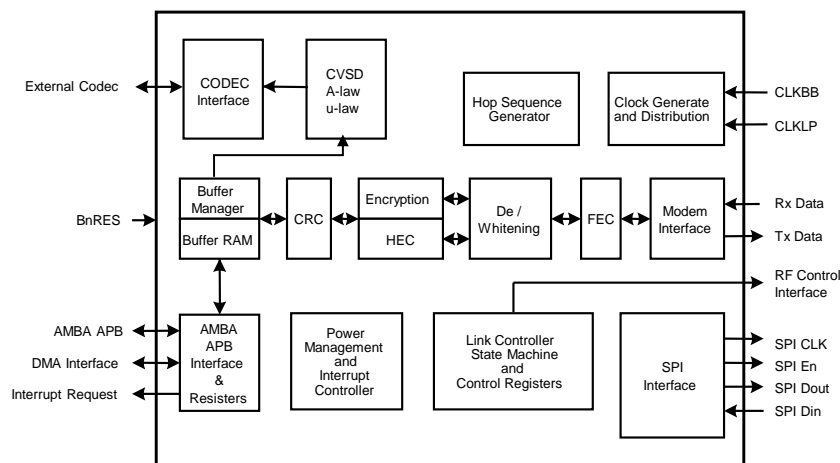 External Codec
CODEC
Interface
CVSD
A-law
u-law
Hop Sequence
Generator
Clock Generate
and Distribution
CLKBB
CLKLP
BnRES
Buffer
Manager
Buffer RAM
CRC
Encryption
HEC
De /
Whitening
FEC
Modem
Interface
Rx Data
Tx Data
RF Control
Interface
AMBA APB
DMA Interface
Interrupt Request
AMBA
APB
Interface
&
Resisters
Power
Management
and
Interrupt
Controller
Link Controller
State Machine
and
Control Registers
SPI
Interface
SPI CLK
SPI En
SPI Dout
SPI Din